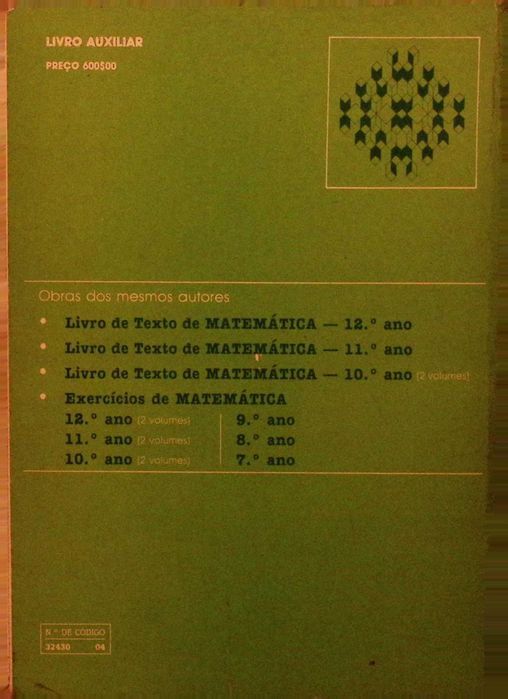 LIVRO AUXILIAR
PREÇO 600$00
Obras dos mesmos autores
• Livro de Texto de MATEMÁTICA — 12.º ano
• Livro de Texto de MATEMÁTICA — 11.º ano
• Livro de Texto de MATEMÁTICA — 10.º ano (2 volumes)
• Exercícios de MATEMÁTICA
12.º ano (2 volumes) 9.º ano
11.º ano (2 volumes) 8.º ano
10.º ano (2 volumes) 7.º ano
N.º DE CÓDIGO
32430 04